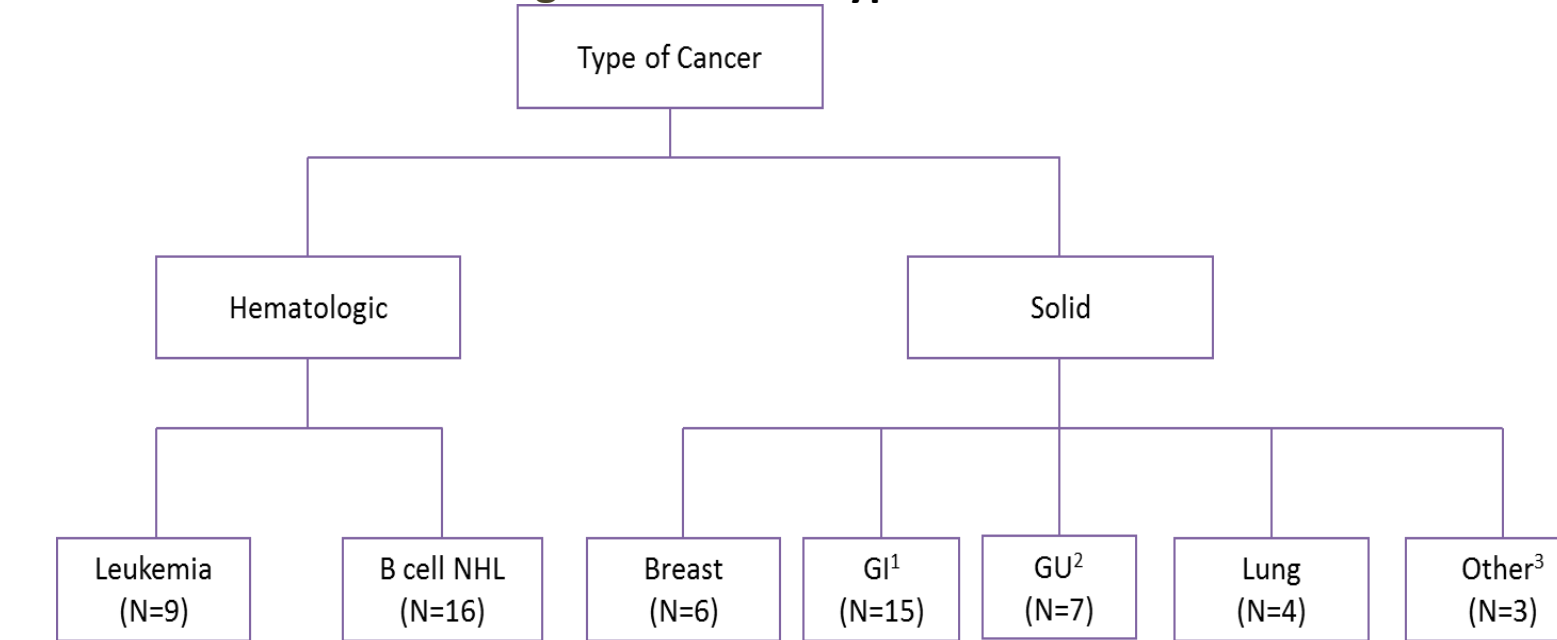 Type of Cancer
Hematologic
Solid
Leukemia
(N=9)
B cell NHL
(N=16)
Breast
(N=6)
GI¹
(N=15)
GU²
(N=7)
Lung
(N=4)
Other³
(N=3)